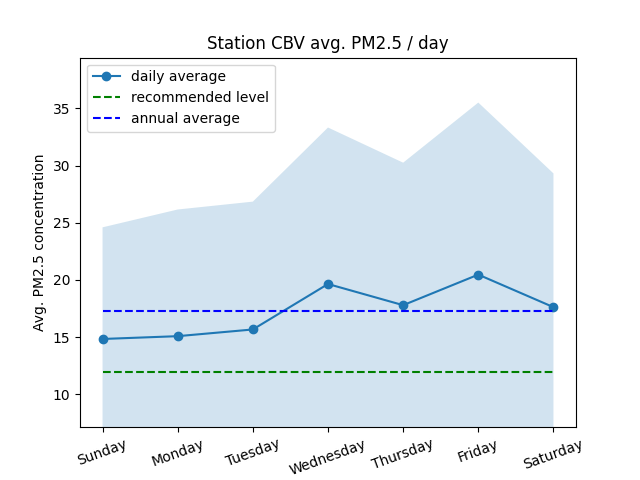 Station CBV avg. PM2.5 / day
daily average
recommended level
annual average
Avg. PM2.5 concentration
35
30
25
20
15
10
Sunday
Monday
Tuesday
Wednesday
Thursday
Friday
Saturday